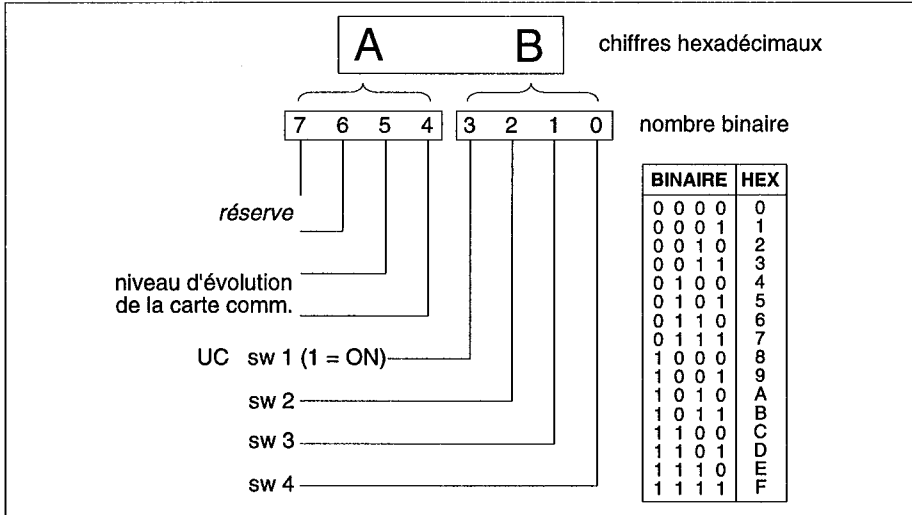 A B
chiffres hexadécimaux
7 6 5 4 3 2 1 0
nombre binaire
réserve
niveau d'évolution
de la carte comm.
UC sw 1 (1 = ON)
sw 2
sw 3
sw 4
BINAIRE HEX
0 0 0 0 0
0 0 0 1 1
0 0 1 0 2
0 0 1 1 3
0 1 0 0 4
0 1 0 1 5
0 1 1 0 6
0 1 1 1 7
1 0 0 0 8
1 0 0 1 9
1 0 1 0 A
1 0 1 1 B
1 1 0 0 C
1 1 0 1 D
1 1 1 0 E
1 1 1 1 F